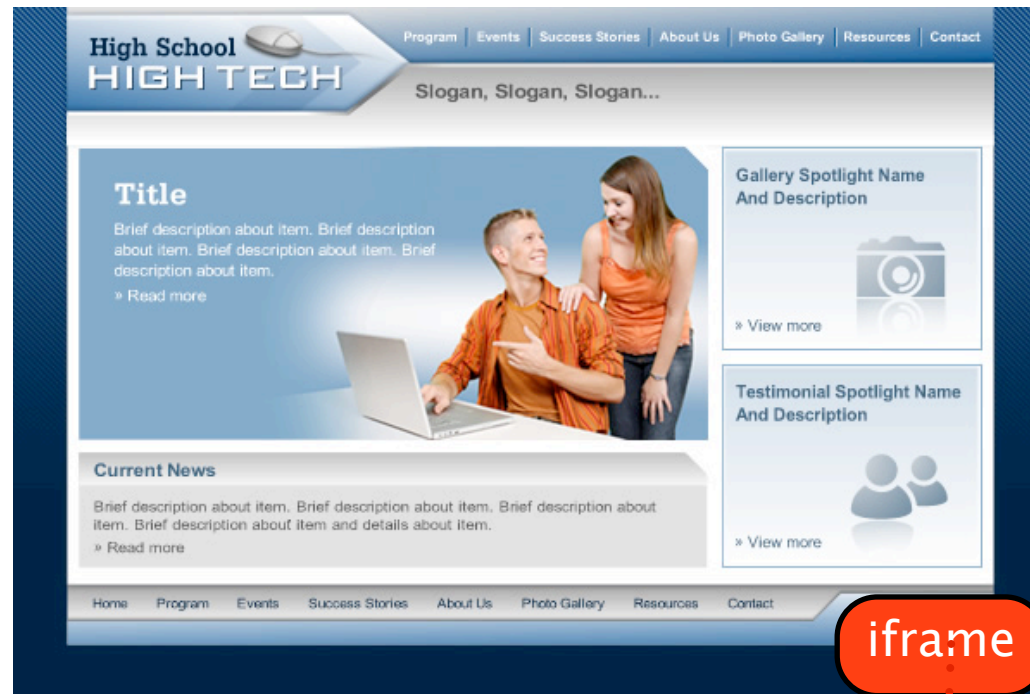 High School
HIGH TECH
Program Events Success Stories About Us Photo Gallery Resources Contact
Slogan, Slogan, Slogan...
Title
Brief description about item. Brief description
about item. Brief description about item. Brief
description about item.
» Read more
Gallery Spotlight Name
And Description
» View more
Testimonial Spotlight Name
And Description
» View more
Current News
Brief description about item. Brief description about item. Brief description about
item. Brief description about item and details about item.
» Read more
Home Program Events Success Stories About Us Photo Gallery Resources Contact
iframe